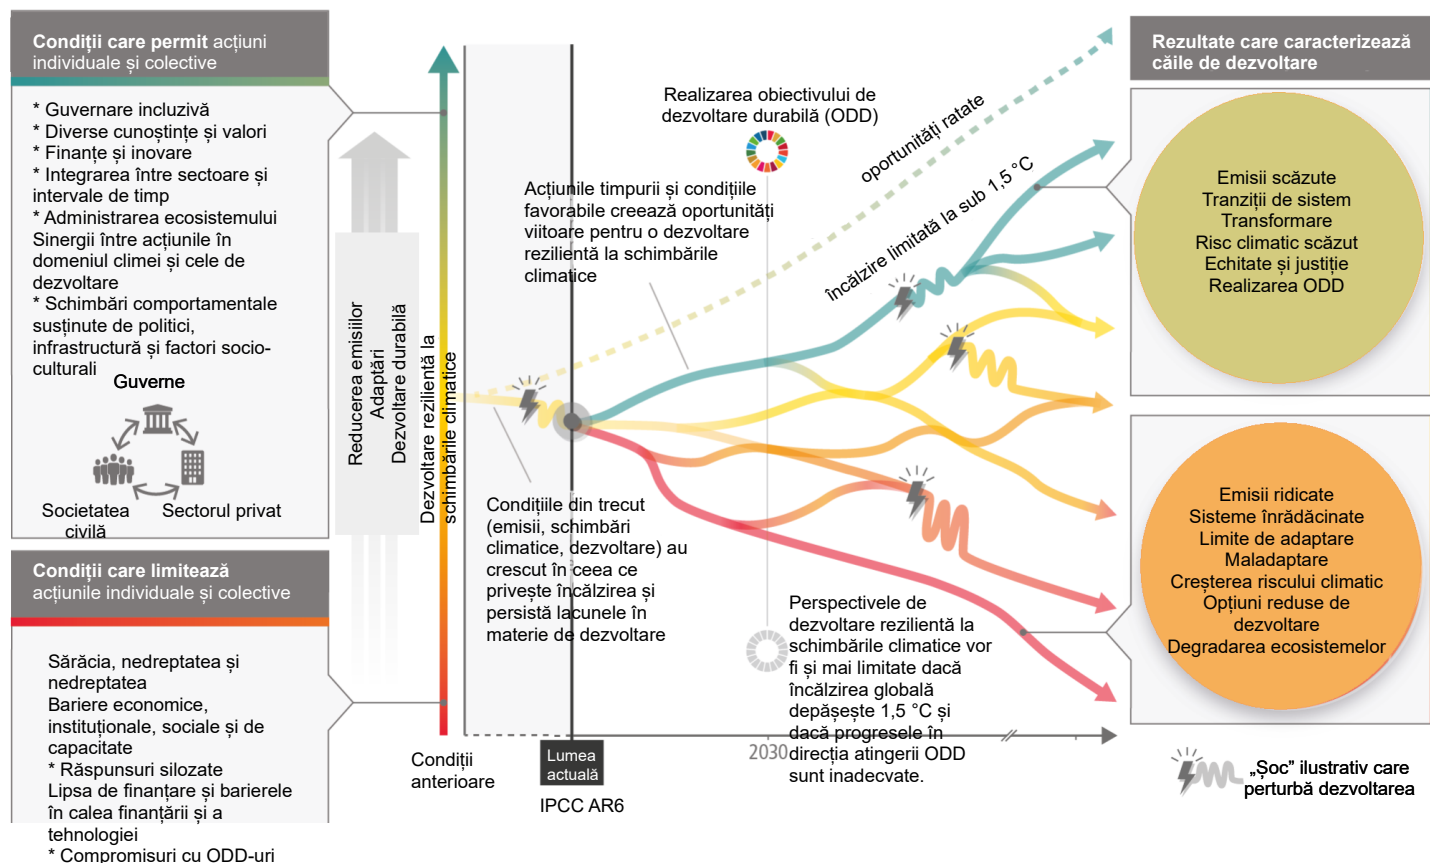 Condiții care permit acțiuni
individuale și colective
* Guvernare incluzivă
* Diverse cunoștințe și valori
* Finanțe și inovare
* Integrarea între sectoare și
intervale de timp
* Administrarea ecosistemului
Sinergii între acțiunile în
domeniul climei și cele de
dezvoltare
* Schimbări comportamentale
susținute de politici,
infrastructură și factori socio-
culturali
Guverne
Societatea
civilă
Sectorul privat
Condiții care limitează
acțiunile individuale și colective
Sărăcia, nedreptatea și
nedreptatea
Bariere economice,
instituționale, sociale și de
capacitate
* Răspunsuri silozate
Lipsa de finanțare și barierele
în calea finanțării și a
tehnologiei
* Compromisuri cu ODD-uri
Reducerea emisiilor
Adaptări
Dezvoltare durabilă
Dezvoltare rezilientă la
schimbările climatice
Condiții
anterioare
Lumea
actuală
IPCC AR6
Realizarea obiectivului de
dezvoltare durabilă (ODD)
Acțiunile timpurii și condițiile
favorabile creează oportunități
viitoare pentru o dezvoltare
rezilientă la schimbările
climatice
oportunități ratate
încălzire limitată la sub 1,5 °C
Condițiile din trecut
(emisii, schimbări
climatice, dezvoltare) au
crescut în ceea ce
privește încălzirea și
persistă lacunele în
materie de dezvoltare
2030
Perspectivele de
dezvoltare rezilientă la
schimbările climatice vor
fi și mai limitate dacă
încălzirea globală
depășește 1,5 °C și
dacă progresele în
direcția atingerii ODD
sunt inadecvate.
Rezultate care caracterizează
căile de dezvoltare
Emisii scăzute
Tranziții de sistem
Transformare
Risc climatic scăzut
Echitate și justiție
Realizarea ODD
Emisii ridicate
Sisteme înrădăcinate
Limite de adaptare
Maladaptare
Creșterea riscului climatic
Opțiuni reduse de
dezvoltare
Degradarea ecosistemelor
„Șoc” ilustrativ care
perturbă dezvoltarea